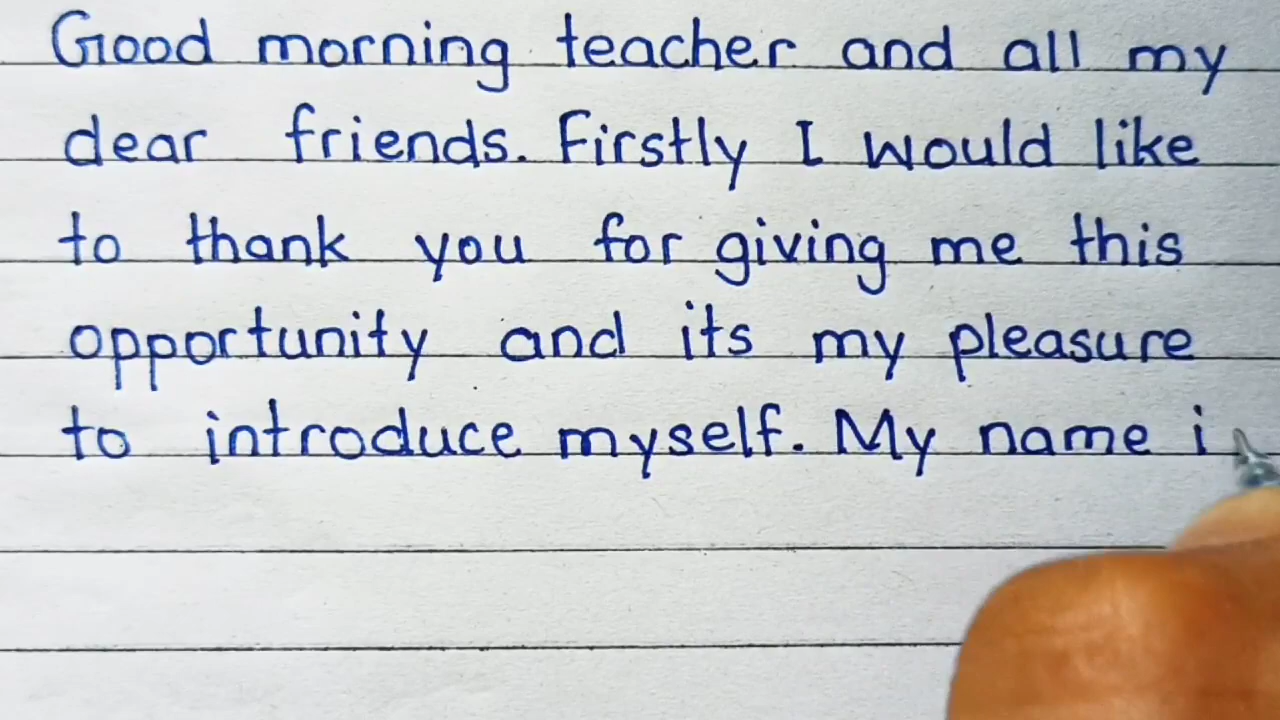 Good morning teacher and all my
dear friends. Firstly I would like
to thank you for giving me this
opportunity and its my pleasure
to introduce myself. My name i